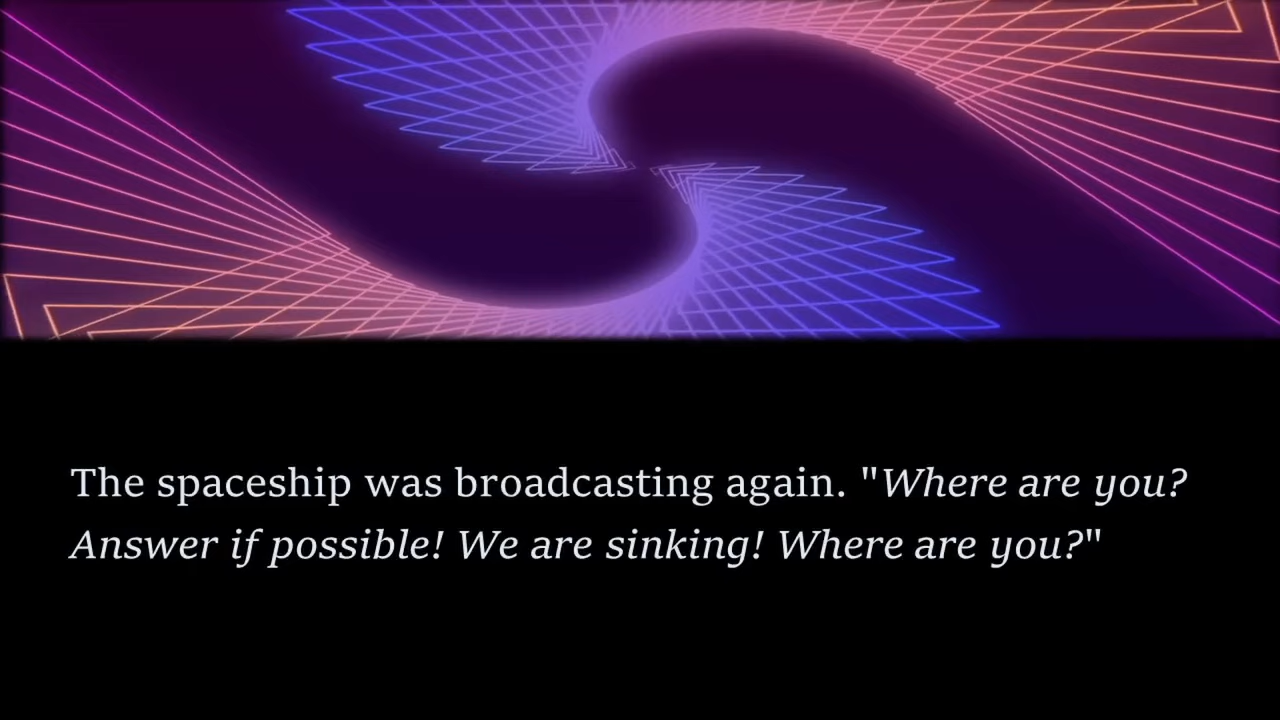 The spaceship was broadcasting again. "Where are you?
Answer if possible! We are sinking! Where are you?"